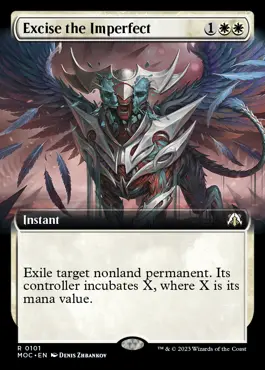 Excise the Imperfect 1
Instant
Exile target nonland permanent. Its
controller incubates X, where X is its
mana value.
R 0101
MOC • EN DENIS ZHBANKOV
™ & © 2023 Wizards of the Coast